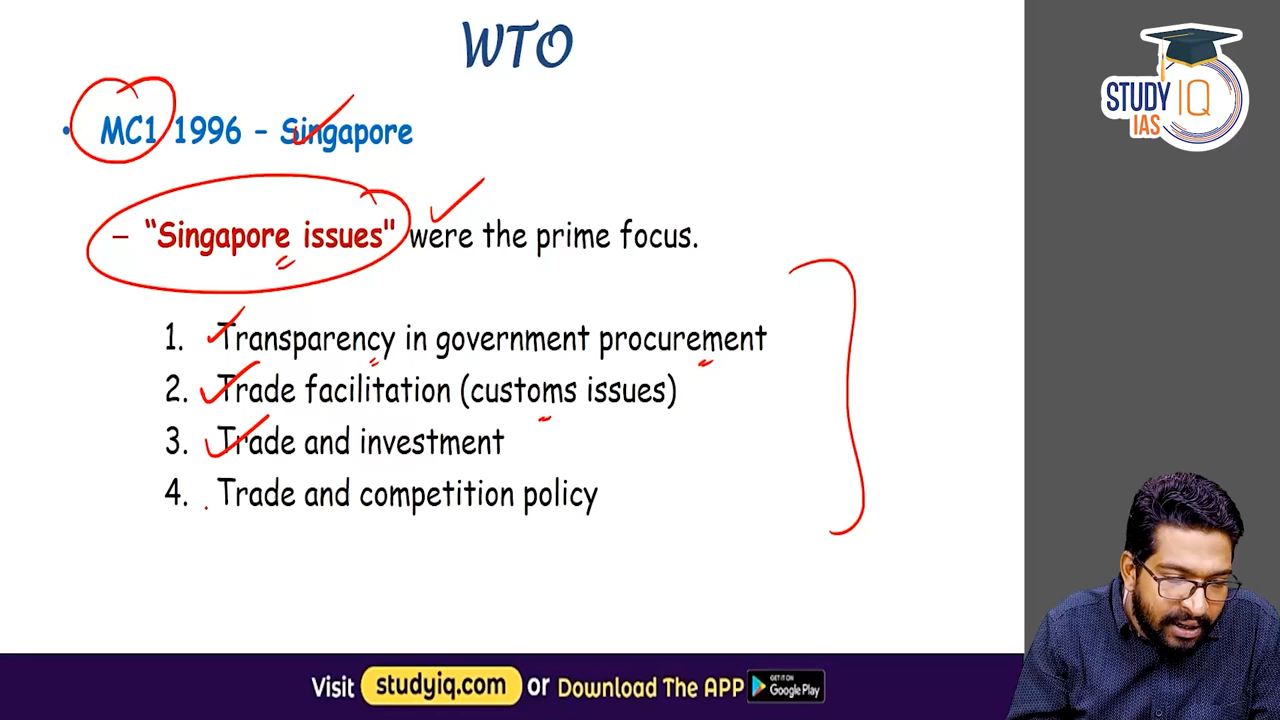 WTO
STUDY IQ
IAS
• MC1 1996 – Singapore
– “Singapore issues" were the prime focus.
1. Transparency in government procurement
2. Trade facilitation (customs issues)
3. Trade and investment
4. Trade and competition policy
Visit studyiq.com or Download The APP GET IT ON Google Play